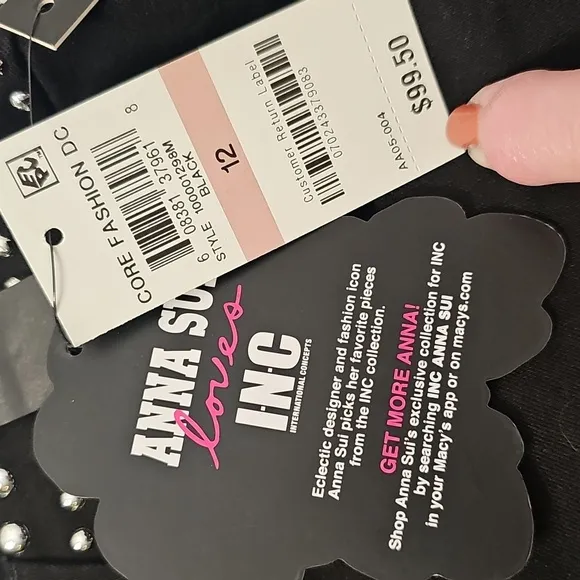 EPC
CORE FASHION DC
6 08381 37961 8
STYLE 100001298M
BLACK
12
Customer Return Label
070243379083
AA05-004
$99.50
ANNA SUI
loves
I·N·C
INTERNATIONAL CONCEPTS
Eclectic designer and fashion icon
Anna Sui picks her favorite pieces
from the INC collection.
GET MORE ANNA!
Shop Anna Sui's exclusive collection for INC
by searching INC ANNA SUI
in your Macy's app or on macys.com